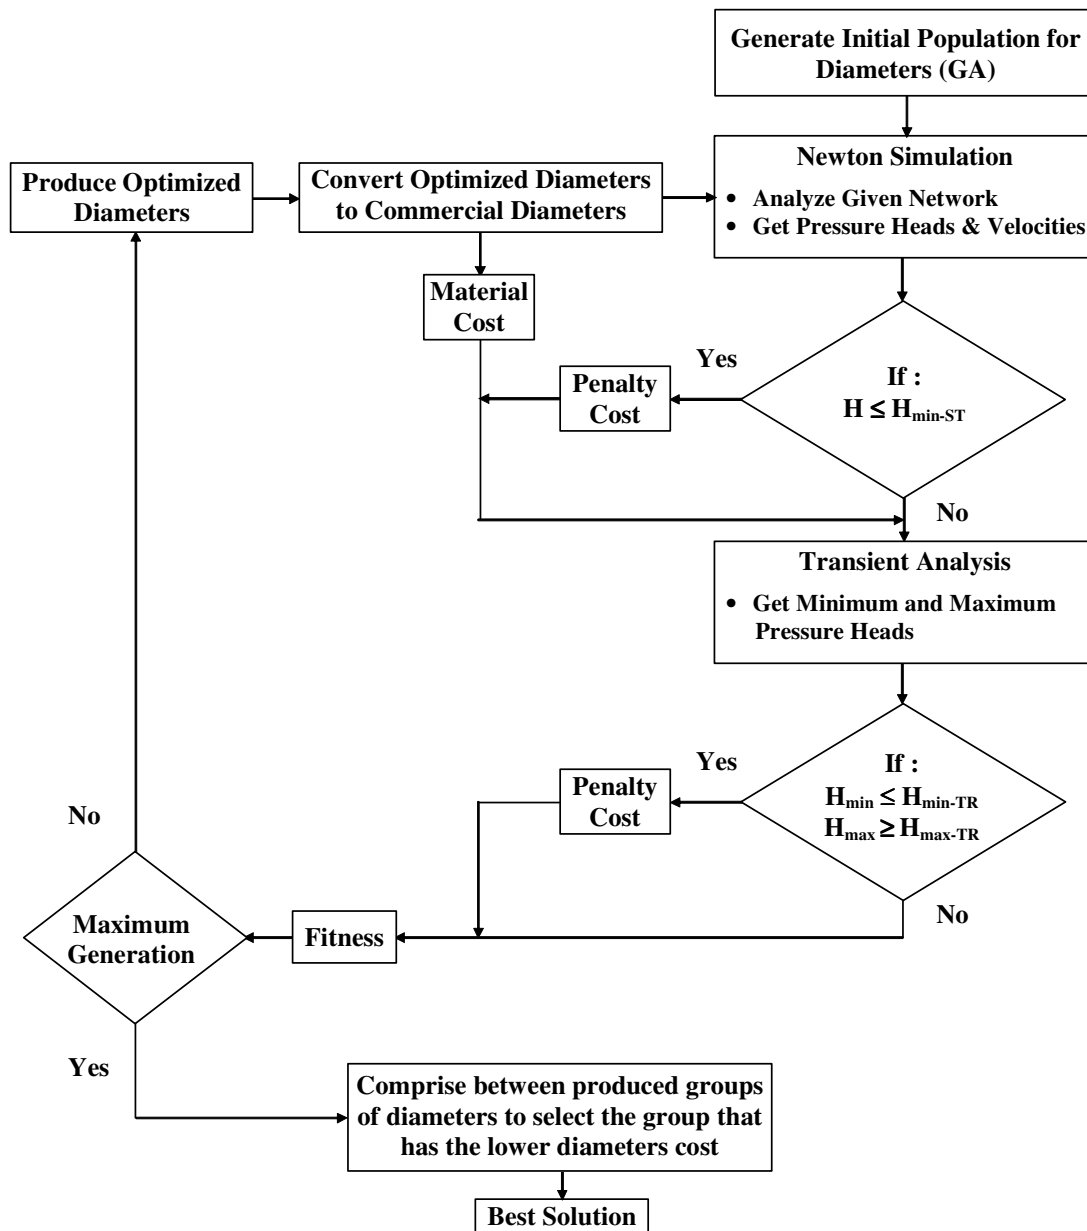 Generate Initial Population for
Diameters (GA)
Newton Simulation
• Analyze Given Network
• Get Pressure Heads & Velocities
Produce Optimized
Diameters
Convert Optimized Diameters
to Commercial Diameters
Material
Cost
Yes
Penalty
Cost
If :
H ≤ Hmin-ST
No
Transient Analysis
• Get Minimum and Maximum
Pressure Heads
Yes
Penalty
Cost
If :
Hmin ≤ Hmin-TR
Hmax ≥ Hmax-TR
No
No
Maximum
Generation
Fitness
Yes
Comprise between produced groups
of diameters to select the group that
has the lower diameters cost
Best Solution